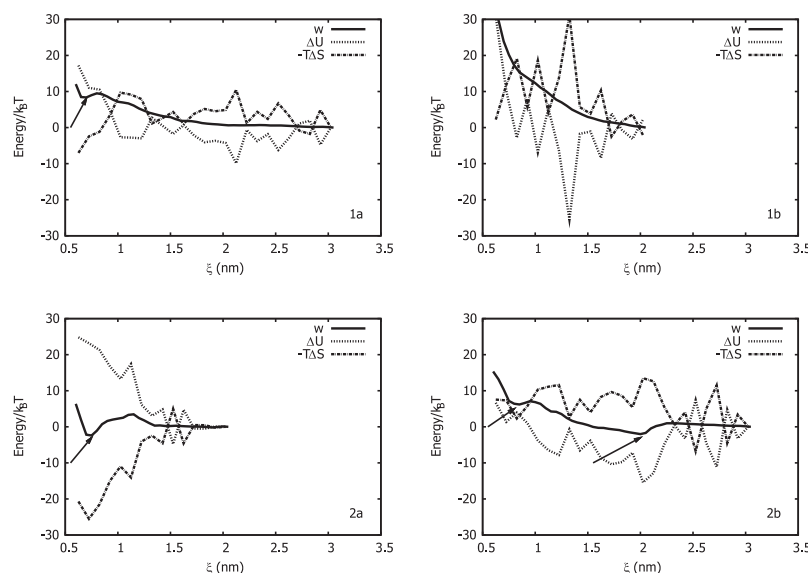 30
20
10
0
-10
-20
-30
0.5 1 1.5 2 2.5 3 3.5
Energy/k_BT
ξ (nm)
w
ΔU
-TΔS
1a
30
20
10
0
-10
-20
-30
0.5 1 1.5 2 2.5 3 3.5
Energy/k_BT
ξ (nm)
w
ΔU
-TΔS
1b
30
20
10
0
-10
-20
-30
0.5 1 1.5 2 2.5 3 3.5
Energy/k_BT
ξ (nm)
w
ΔU
-TΔS
2a
30
20
10
0
-10
-20
-30
0.5 1 1.5 2 2.5 3 3.5
Energy/k_BT
ξ (nm)
w
ΔU
-TΔS
2b